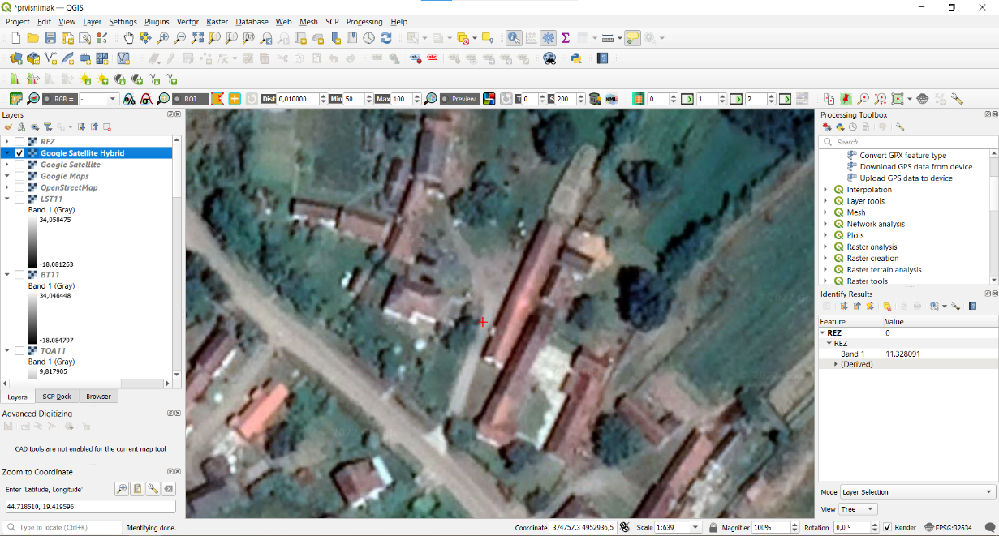 *prvisnimak — QGIS
Project Edit View Layer Settings Plugins Vector Raster Database Web Mesh SCP Processing Help
RGB = - ROI Dist 0,010000 Min 50 Max 100 Preview T 0 S 200 KML 0 1 2
Layers
REZ
Google Satellite Hybrid
Google Satellite
Google Maps
OpenStreetMap
LST11
Band 1 (Gray)
34,058475
-18,081263
BT11
Band 1 (Gray)
34,046448
-18,084797
TOA11
Band 1 (Gray)
9,817905
Layers SCP Dock Browser
Advanced Digitizing
CAD tools are not enabled for the current map tool
Zoom to Coordinate
Enter 'Latitude, Longitude'
44.718510, 19.419596
Processing Toolbox
Search...
Convert GPX feature type
Download GPS data from device
Upload GPS data to device
Interpolation
Layer tools
Mesh
Network analysis
Plots
Raster analysis
Raster creation
Raster terrain analysis
Raster tools
Identify Results
Feature Value
REZ 0
REZ
Band 1 11.328091
(Derived)
Mode Layer Selection
View Tree
Type to locate (Ctrl+K) Identifying done. Coordinate 374757,3 4952936,5 Scale 1:639 Magnifier 100% Rotation 0,0 ° Render EPSG:32634